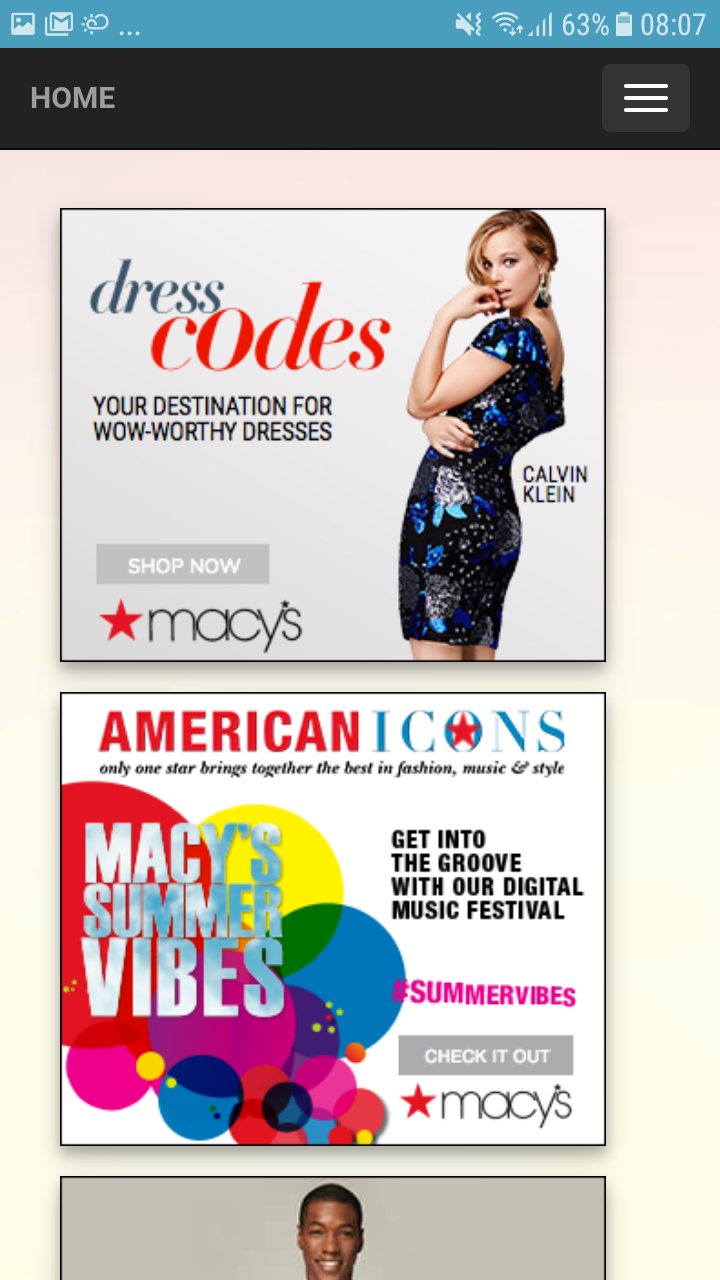 ... 63% 08:07
HOME
dress
codes
YOUR DESTINATION FOR
WOW-WORTHY DRESSES
CALVIN
KLEIN
SHOP NOW
macy's
AMERICAN ICONS
only one star brings together the best in fashion, music & style
MACY'S
SUMMER
VIBES
GET INTO
THE GROOVE
WITH OUR DIGITAL
MUSIC FESTIVAL
#SUMMERVIBES
CHECK IT OUT
macy's